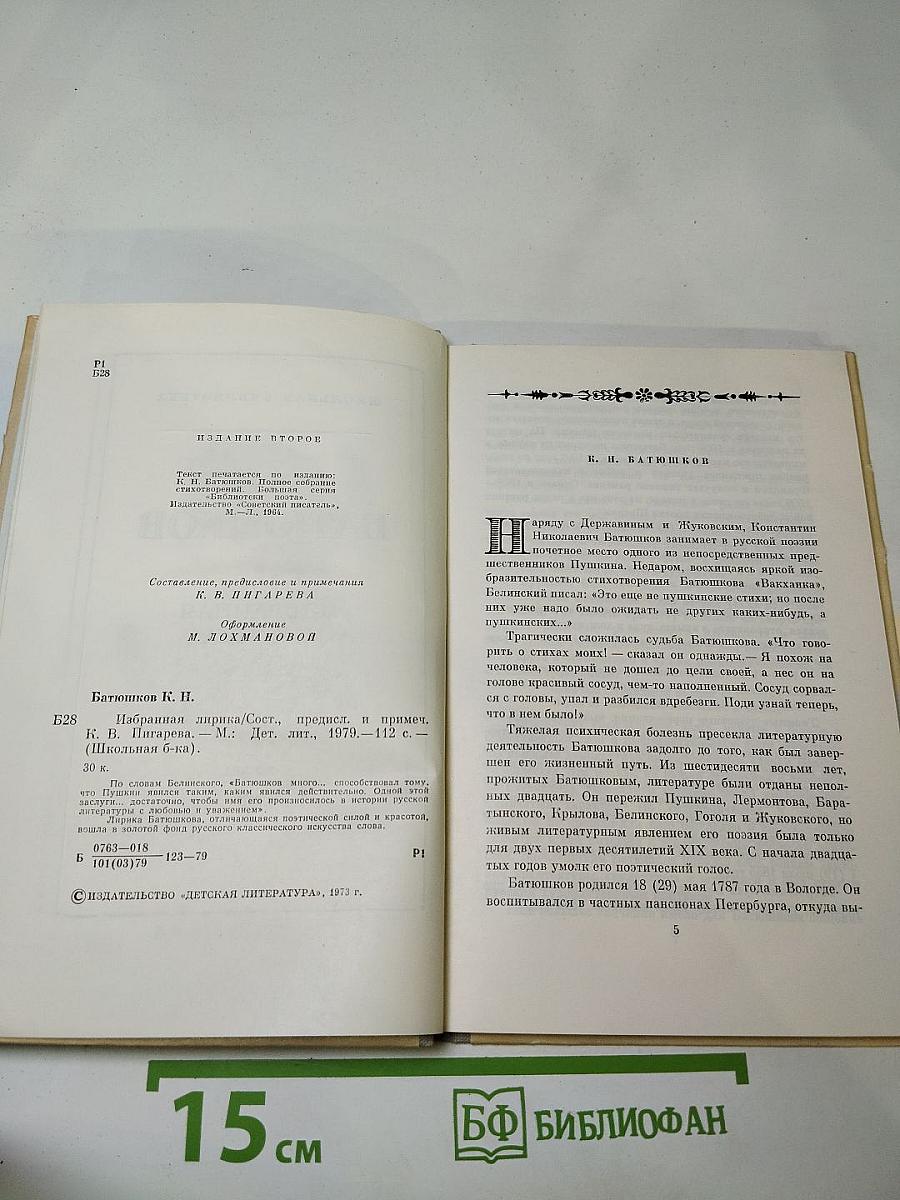 Р1
Б28
ИЗДАНИЕ ВТОРОЕ
Текст печатается по изданию:
К. Н. Батюшков. Полное собрание
стихотворений. Большая серия
«Библиотеки поэта».
Издательство «Советский писатель»,
М.—Л., 1964.
Составление, предисловие и примечания
К. В. ПИГАРЕВА
Оформление
М. ЛОХМАНОВОЙ
Батюшков К. Н.
Б28 Избранная лирика/Сост., предисл. и примеч.
К. В. Пигарева. — М.: Дет. лит., 1979.—112 с. —
(Школьная б-ка).
30 к.
По словам Белинского, «Батюшков много... способствовал тому,
что Пушкин явился таким, каким явился действительно. Одной этой
заслуги... достаточно, чтобы имя его произносилось в истории русской
литературы с любовью и уважением».
Лирика Батюшкова, отличающаяся поэтической силой и красотой,
вошла в золотой фонд русского классического искусства слова.
Б 0763—018
101(03)79 —123—79 Р1
© ИЗДАТЕЛЬСТВО «ДЕТСКАЯ ЛИТЕРАТУРА», 1973 г.
К. Н. БАТЮШКОВ
Наряду с Державиным и Жуковским, Константин
Николаевич Батюшков занимает в русской поэзии
почетное место одного из непосредственных пред-
шественников Пушкина. Недаром, восхищаясь яркой изо-
бразительностью стихотворения Батюшкова «Вакханка»,
Белинский писал: «Это еще не пушкинские стихи; но после
них уже надо было ожидать не других каких-нибудь, а
пушкинских...»
Трагически сложилась судьба Батюшкова. «Что гово-
рить о стихах моих! — сказал он однажды.— Я похож на
человека, который не дошел до цели своей, а нес он на
голове красивый сосуд, чем-то наполненный. Сосуд сорвал-
ся с головы, упал и разбился вдребезги. Поди узнай теперь,
что в нем было!»
Тяжелая психическая болезнь пресекла литературную
деятельность Батюшкова задолго до того, как был завер-
шен его жизненный путь. Из шестидесяти восьми лет,
прожитых Батюшковым, литературе были отданы непол-
ных двадцать. Он пережил Пушкина, Лермонтова, Бара-
тынского, Крылова, Белинского, Гоголя и Жуковского, но
живым литературным явлением его поэзия была только
для двух первых десятилетий XIX века. С начала двадца-
тых годов умолк его поэтический голос.
Батюшков родился 18 (29) мая 1787 года в Вологде. Он
воспитывался в частных пансионах Петербурга, откуда вы-
5
15 см
БФ БИБЛИОФАН